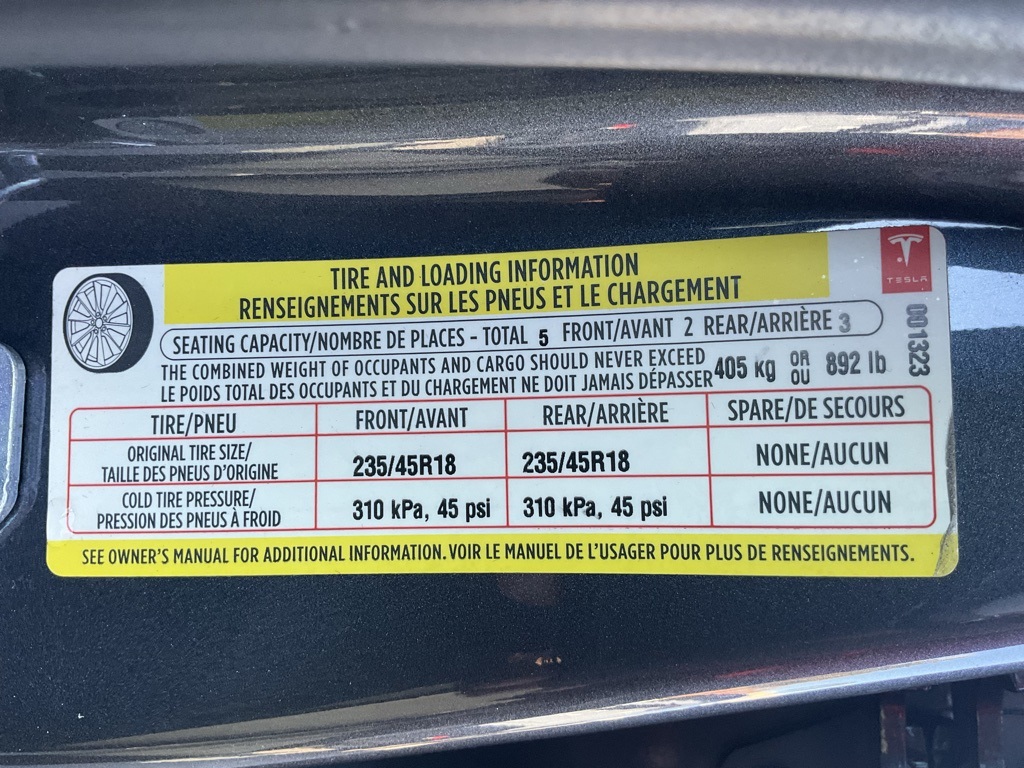 TIRE AND LOADING INFORMATION
RENSEIGNEMENTS SUR LES PNEUS ET LE CHARGEMENT
TESLA
SEATING CAPACITY/NOMBRE DE PLACES - TOTAL 5 FRONT/AVANT 2 REAR/ARRIÈRE 3
THE COMBINED WEIGHT OF OCCUPANTS AND CARGO SHOULD NEVER EXCEED
LE POIDS TOTAL DES OCCUPANTS ET DU CHARGEMENT NE DOIT JAMAIS DÉPASSER
405 kg OR OU 892 lb
001323
TIRE/PNEU FRONT/AVANT REAR/ARRIÈRE SPARE/DE SECOURS
ORIGINAL TIRE SIZE/
TAILLE DES PNEUS D'ORIGINE
235/45R18 235/45R18 NONE/AUCUN
COLD TIRE PRESSURE/
PRESSION DES PNEUS À FROID
310 kPa, 45 psi 310 kPa, 45 psi NONE/AUCUN
SEE OWNER'S MANUAL FOR ADDITIONAL INFORMATION. VOIR LE MANUEL DE L'USAGER POUR PLUS DE RENSEIGNEMENTS.